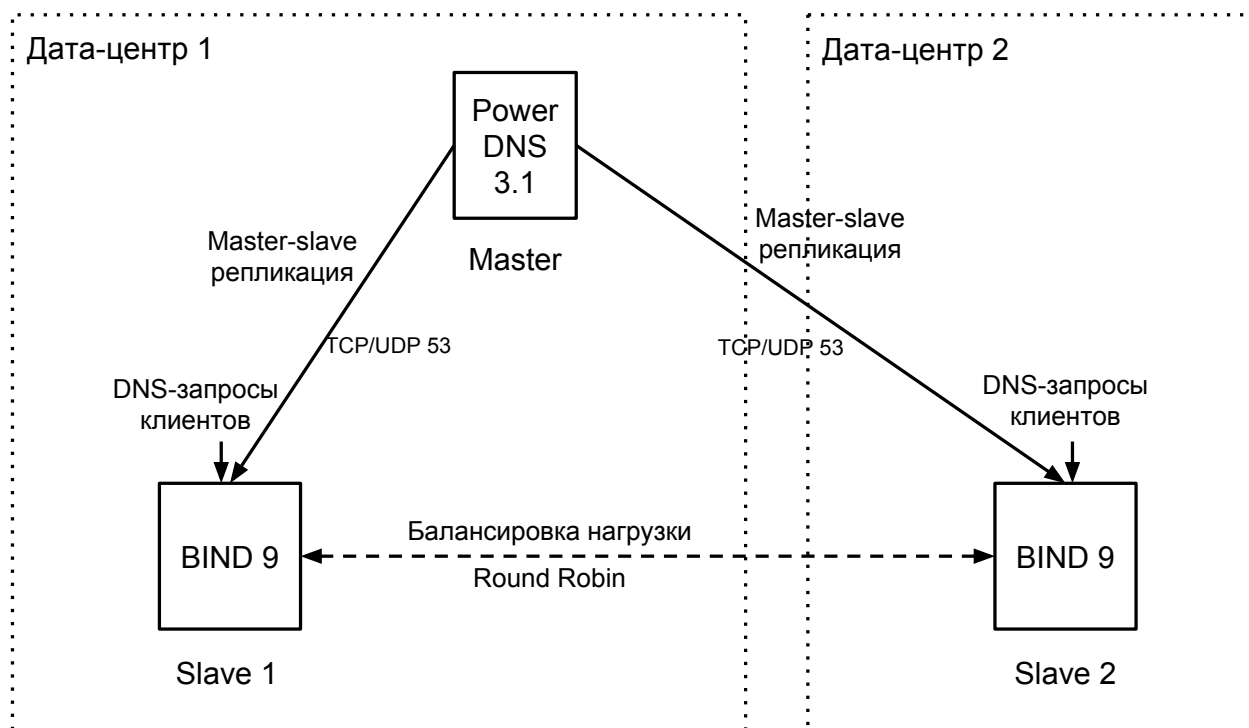 Дата-центр 1
Дата-центр 2
Power
DNS
3.1
Master
Master-slave
репликация
Master-slave
репликация
TCP/UDP 53
TCP/UDP 53
DNS-запросы
клиентов
DNS-запросы
клиентов
BIND 9
Балансировка нагрузки
Round Robin
BIND 9
Slave 1
Slave 2